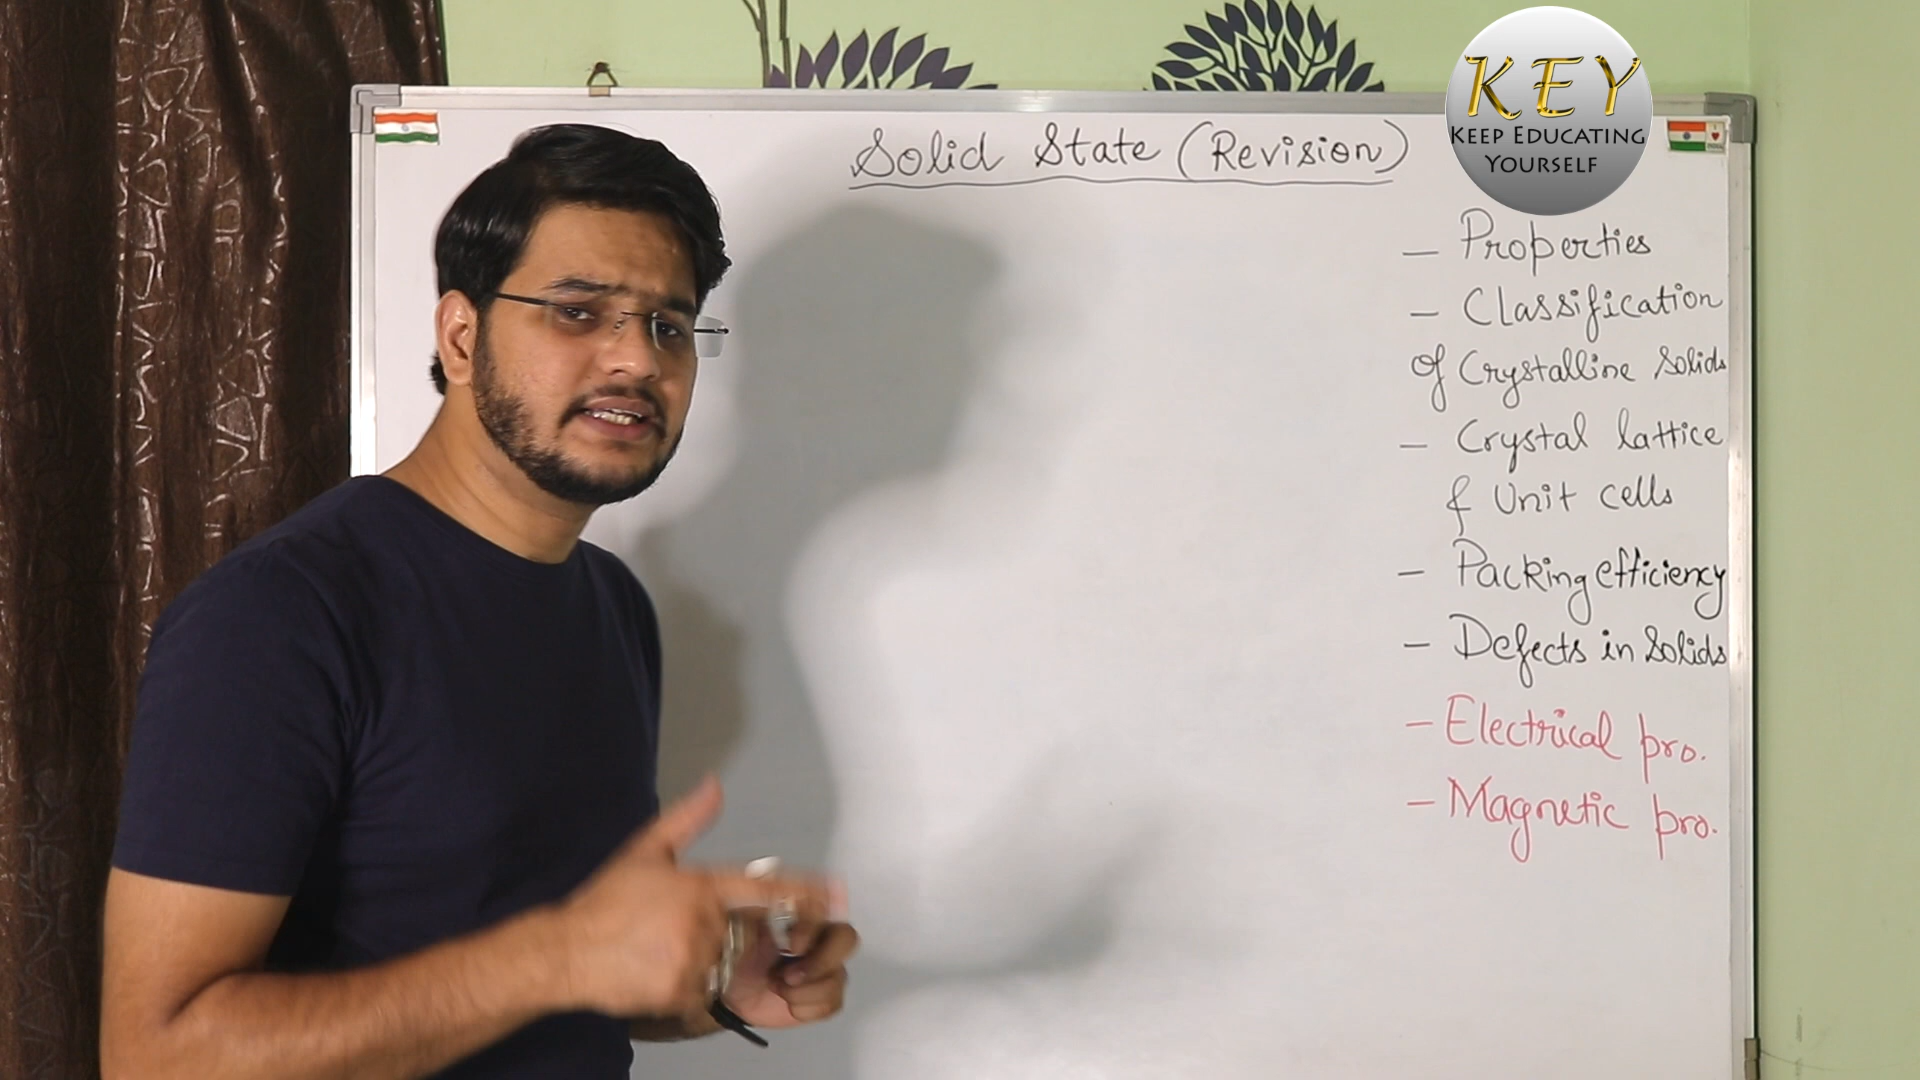 Solid State (Revision)
KEY
KEEP EDUCATING
YOURSELF
- Properties
- Classification
of Crystalline Solids
- Crystal lattice
& Unit cells
- Packing efficiency
- Defects in Solids
- Electrical pro.
- Magnetic pro.